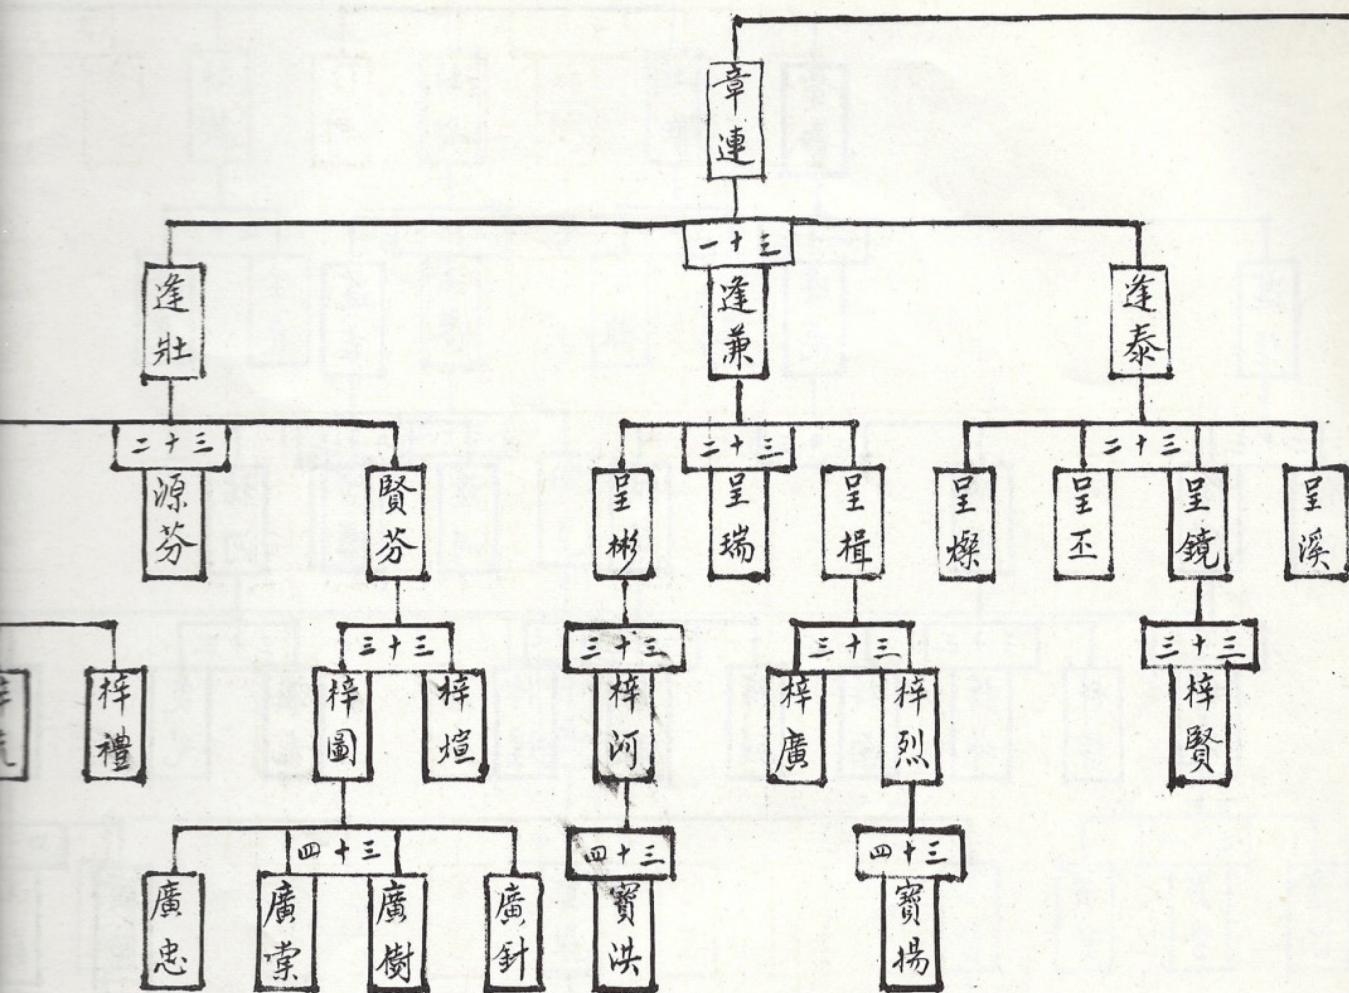 章連
三十一
逢泰
逢兼
逢壯
三十二
呈溪
呈鏡
呈丕
呈燦
三十二
呈楫
呈瑞
呈彬
三十二
賢芬
源芬
三十三
梓賢
三十三
梓烈
梓廣
三十三
梓河
三十三
梓煊
梓圖
梓禮
三十四
寶揚
三十四
寶洪
三十四
廣針
廣樹
廣棠
廣忠